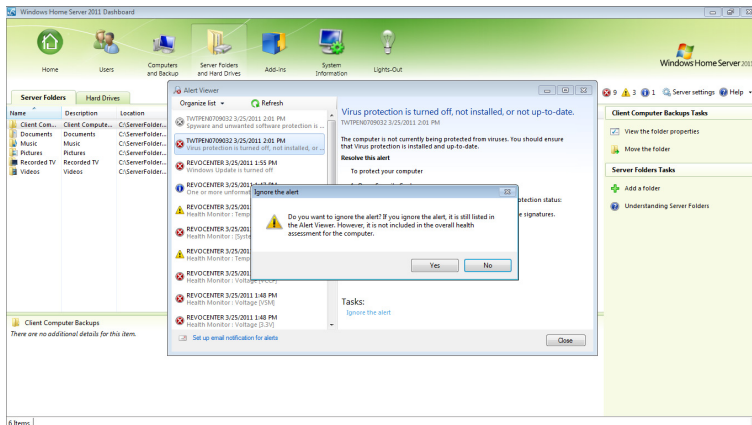 Windows Home Server 2011 Dashboard
Home
Users
Computers
and Backup
Server Folders
and Hard Drives
Add-ins
System
Information
Lights-Out
Windows Home Server 2011
Server Folders
Hard Drives
9
3
1
Server settings
Help
Name
Description
Location
Client Com...
Client Compute...
C:\ServerFolder...
Documents
Documents
C:\ServerFolder...
Music
Music
C:\ServerFolder...
Pictures
Pictures
C:\ServerFolder...
Recorded TV
Recorded TV
C:\ServerFolder...
Videos
Videos
C:\ServerFolder...
Client Computer Backups
There are no additional details for this item.
6 Items
Alert Viewer
Organize list
Refresh
TWTPEN0709032 3/25/2011 2:01 PM
Spyware and unwanted software protection is ...
TWTPEN0709032 3/25/2011 2:01 PM
Virus protection is turned off, not installed, or ...
REVOCENTER 3/25/2011 1:55 PM
Windows Update is turned off
REVOCENTER 3/25/2011
One or more unformat
REVOCENTER 3/25/201
Health Monitor : Temp
REVOCENTER 3/25/201
Health Monitor : [Syste
REVOCENTER 3/25/201
Health Monitor : Temp
REVOCENTER 3/25/201
Health Monitor : Voltage
REVOCENTER 3/25/2011 1:48 PM
Health Monitor : Voltage [VSM]
REVOCENTER 3/25/2011 1:48 PM
Health Monitor : Voltage [3.3V]
Set up email notification for alerts
Virus protection is turned off, not installed, or not up-to-date.
TWTPEN0709032 3/25/2011 2:01 PM
The computer is not currently being protected from viruses. You should ensure
that Virus protection is installed and up-to-date.
Resolve this alert
To protect your computer
otection status:
e signatures.
Tasks:
Ignore the alert
Close
Ignore the alert
Do you want to ignore the alert? If you ignore the alert, it is still listed in
the Alert Viewer. However, it is not included in the overall health
assessment for the computer.
Yes
No
Client Computer Backups Tasks
View the folder properties
Move the folder
Server Folders Tasks
Add a folder
Understanding Server Folders